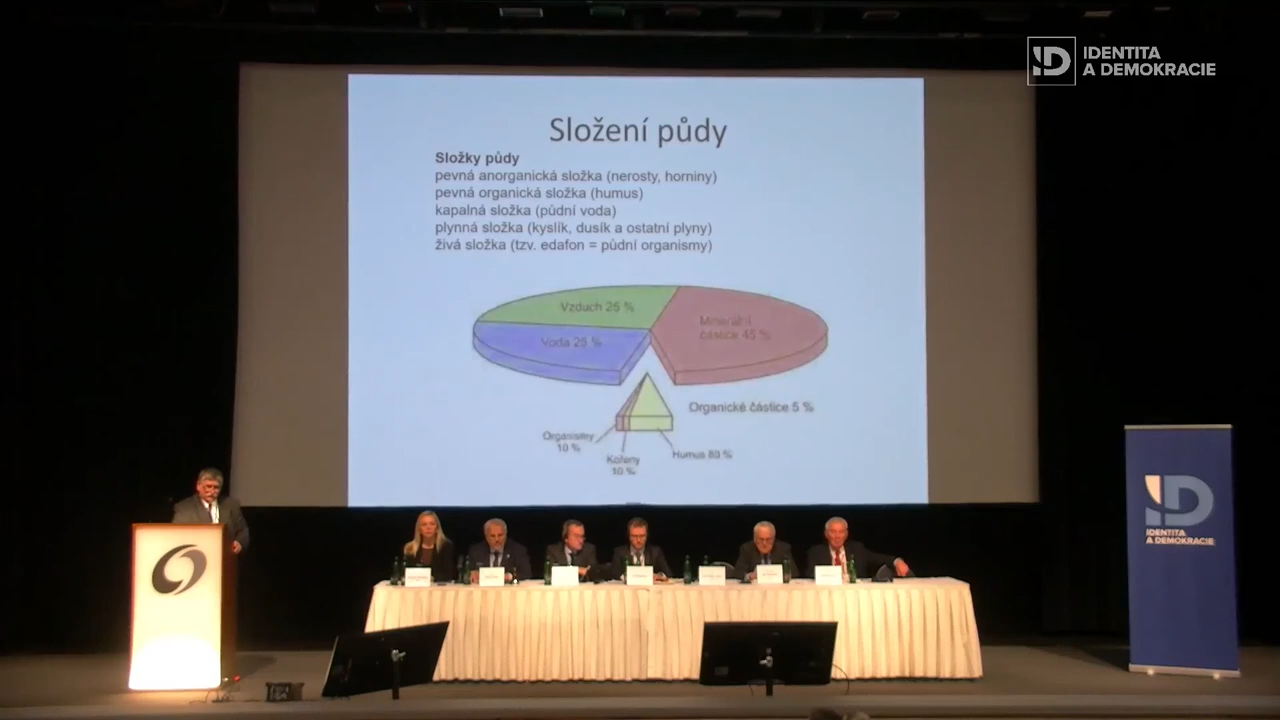 IDENTITA
A DEMOKRACIE
Složení půdy
Složky půdy
pevná anorganická složka (nerosty, horniny)
pevná organická složka (humus)
kapalná složka (půdní voda)
plynná složka (kyslík, dusík a ostatní plyny)
živá složka (tzv. edafon = půdní organismy)
Vzduch 25 %
Minerální
částice 45 %
Voda 25 %
Organické částice 5 %
Organismy
10 %
Kořeny
10 %
Humus 80 %
ID
IDENTITA
A DEMOKRACIE